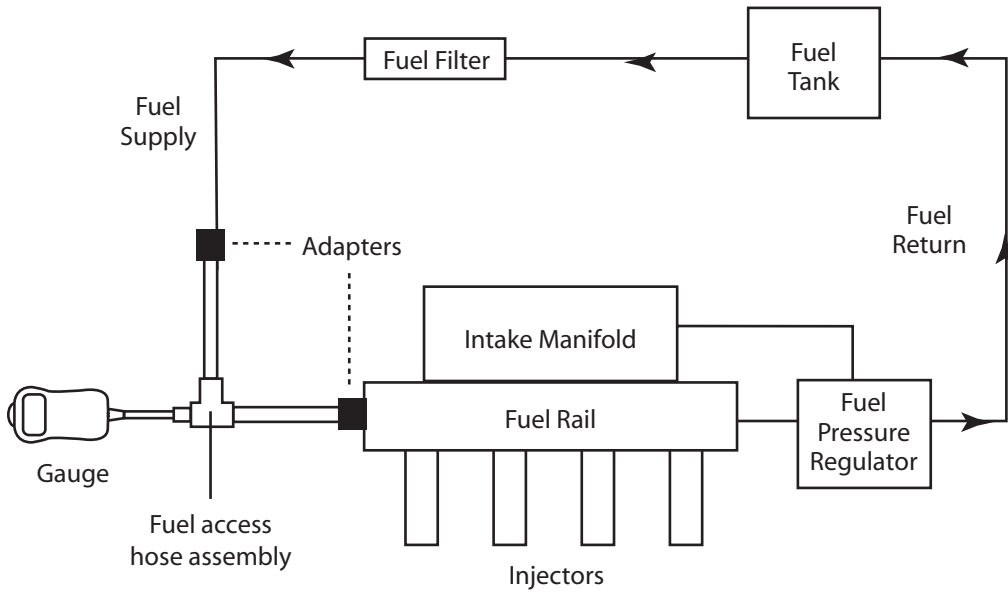 Fuel Filter
Fuel
Tank
Fuel
Supply
Adapters
Fuel
Return
Intake Manifold
Fuel Rail
Fuel
Pressure
Regulator
Gauge
Fuel access
hose assembly
Injectors